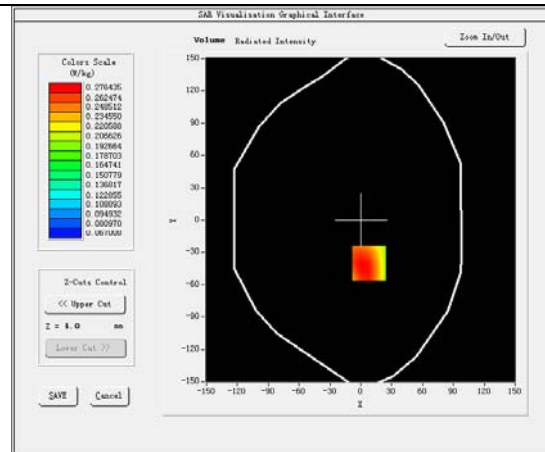 SAR Visualisation Graphical Interface
Volume Radiated Intensity
Zoom In/Out
Colors Scale
(W/kg)
0.276435
0.262474
0.248512
0.234550
0.220588
0.206626
0.192664
0.178703
0.164741
0.150779
0.136817
0.122855
0.108893
0.094932
0.080970
0.067008
Z-Cuts Control
<< Upper Cut
Z = 4.0 mm
Lower Cut >>
SAVE
Cancel
150
120
90
60
30
0
-30
-60
-90
-120
-150
Y
-150 -120 -90 -60 -30 0 30 60 90 120 150
X